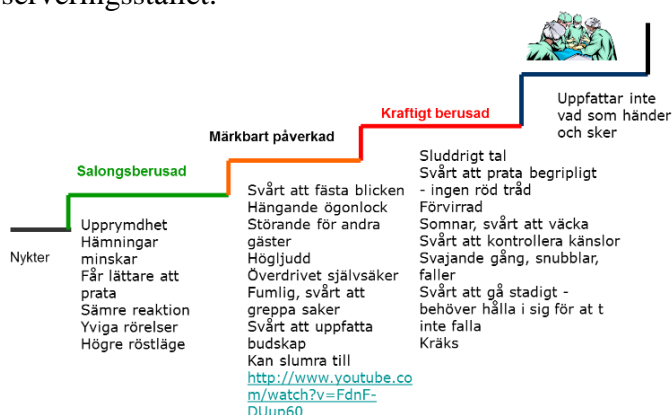 serveringsstället.
Nykter
Salongsberusad
Upprymdhet
Hämningar
minskar
Får lättare att
prata
Sämre reaktion
Yviga rörelser
Högre röstläge
Märkbart påverkad
Svårt att fästa blicken
Hängande ögonlock
Störande för andra
gäster
Högljudd
Överdrivet självsäker
Fumlig, svårt att
greppa saker
Svårt att uppfatta
budskap
Kan slumra till
http://www.youtube.co
m/watch?v=FdnF-
DUup60
Kraftigt berusad
Sluddrigt tal
Svårt att prata begripligt
- ingen röd tråd
Förvirrad
Somnar, svårt att väcka
Svårt att kontrollera känslor
Svajande gång, snubblar,
faller
Svårt att gå stadigt -
behöver hålla i sig för at t
inte falla
Kräks
Uppfattar inte
vad som händer
och sker